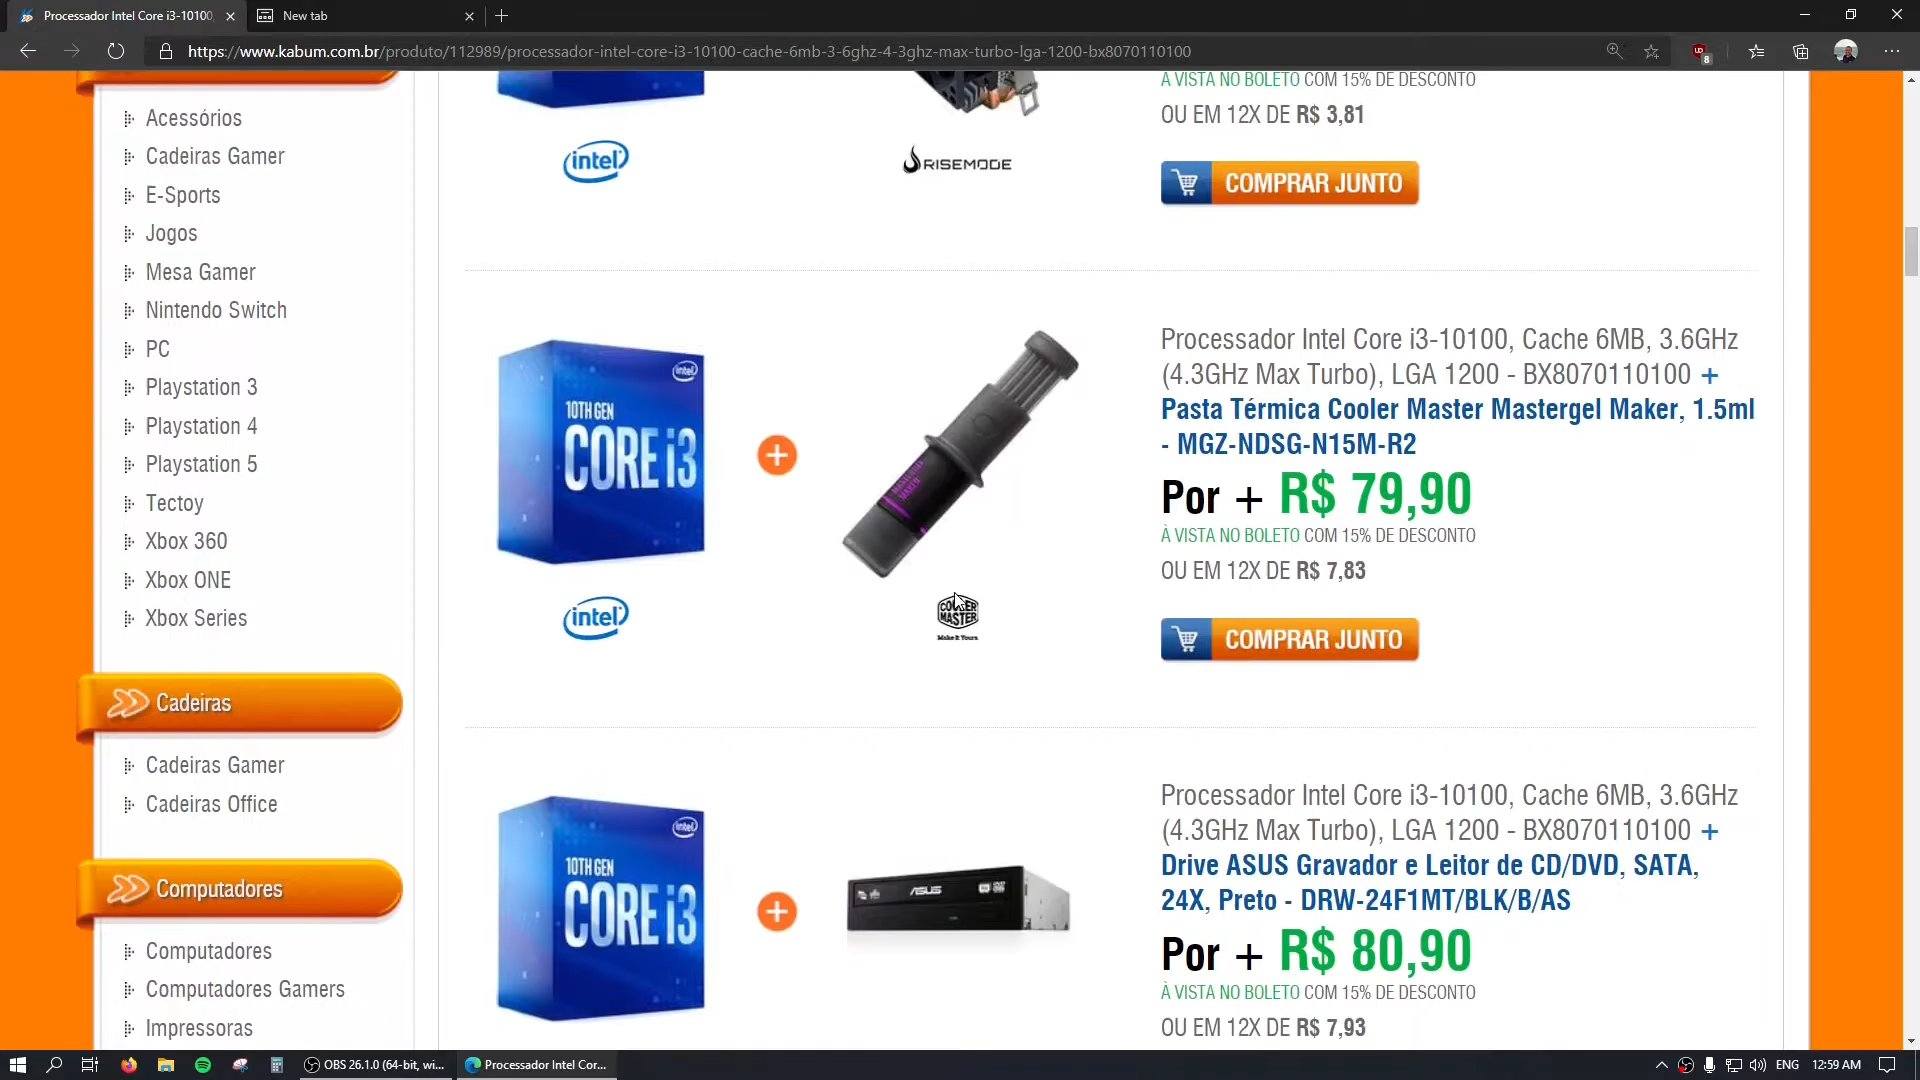 Processador Intel Core i3-10100,
New tab
https://www.kabum.com.br/produto/112989/processador-intel-core-i3-10100-cache-6mb-3-6ghz-4-3ghz-max-turbo-lga-1200-bx8070110100
8
Acessórios
Cadeiras Gamer
E-Sports
Jogos
Mesa Gamer
Nintendo Switch
PC
Playstation 3
Playstation 4
Playstation 5
Tectoy
Xbox 360
Xbox ONE
Xbox Series
Cadeiras
Cadeiras Gamer
Cadeiras Office
Computadores
Computadores
Computadores Gamers
Impressoras
intel
RISEMODE
À VISTA NO BOLETO COM 15% DE DESCONTO
OU EM 12X DE R$ 3,81
COMPRAR JUNTO
intel
10TH GEN
CORE i3
intel
COOLER
MASTER
Make It Yours
Processador Intel Core i3-10100, Cache 6MB, 3.6GHz
(4.3GHz Max Turbo), LGA 1200 - BX8070110100 +
Pasta Térmica Cooler Master Mastergel Maker, 1.5ml
- MGZ-NDSG-N15M-R2
Por + R$ 79,90
À VISTA NO BOLETO COM 15% DE DESCONTO
OU EM 12X DE R$ 7,83
COMPRAR JUNTO
intel
10TH GEN
CORE i3
ASUS
Processador Intel Core i3-10100, Cache 6MB, 3.6GHz
(4.3GHz Max Turbo), LGA 1200 - BX8070110100 +
Drive ASUS Gravador e Leitor de CD/DVD, SATA,
24X, Preto - DRW-24F1MT/BLK/B/AS
Por + R$ 80,90
À VISTA NO BOLETO COM 15% DE DESCONTO
OU EM 12X DE R$ 7,93
OBS 26.1.0 (64-bit, wi...
Processador Intel Cor...
ENG
12:59 AM